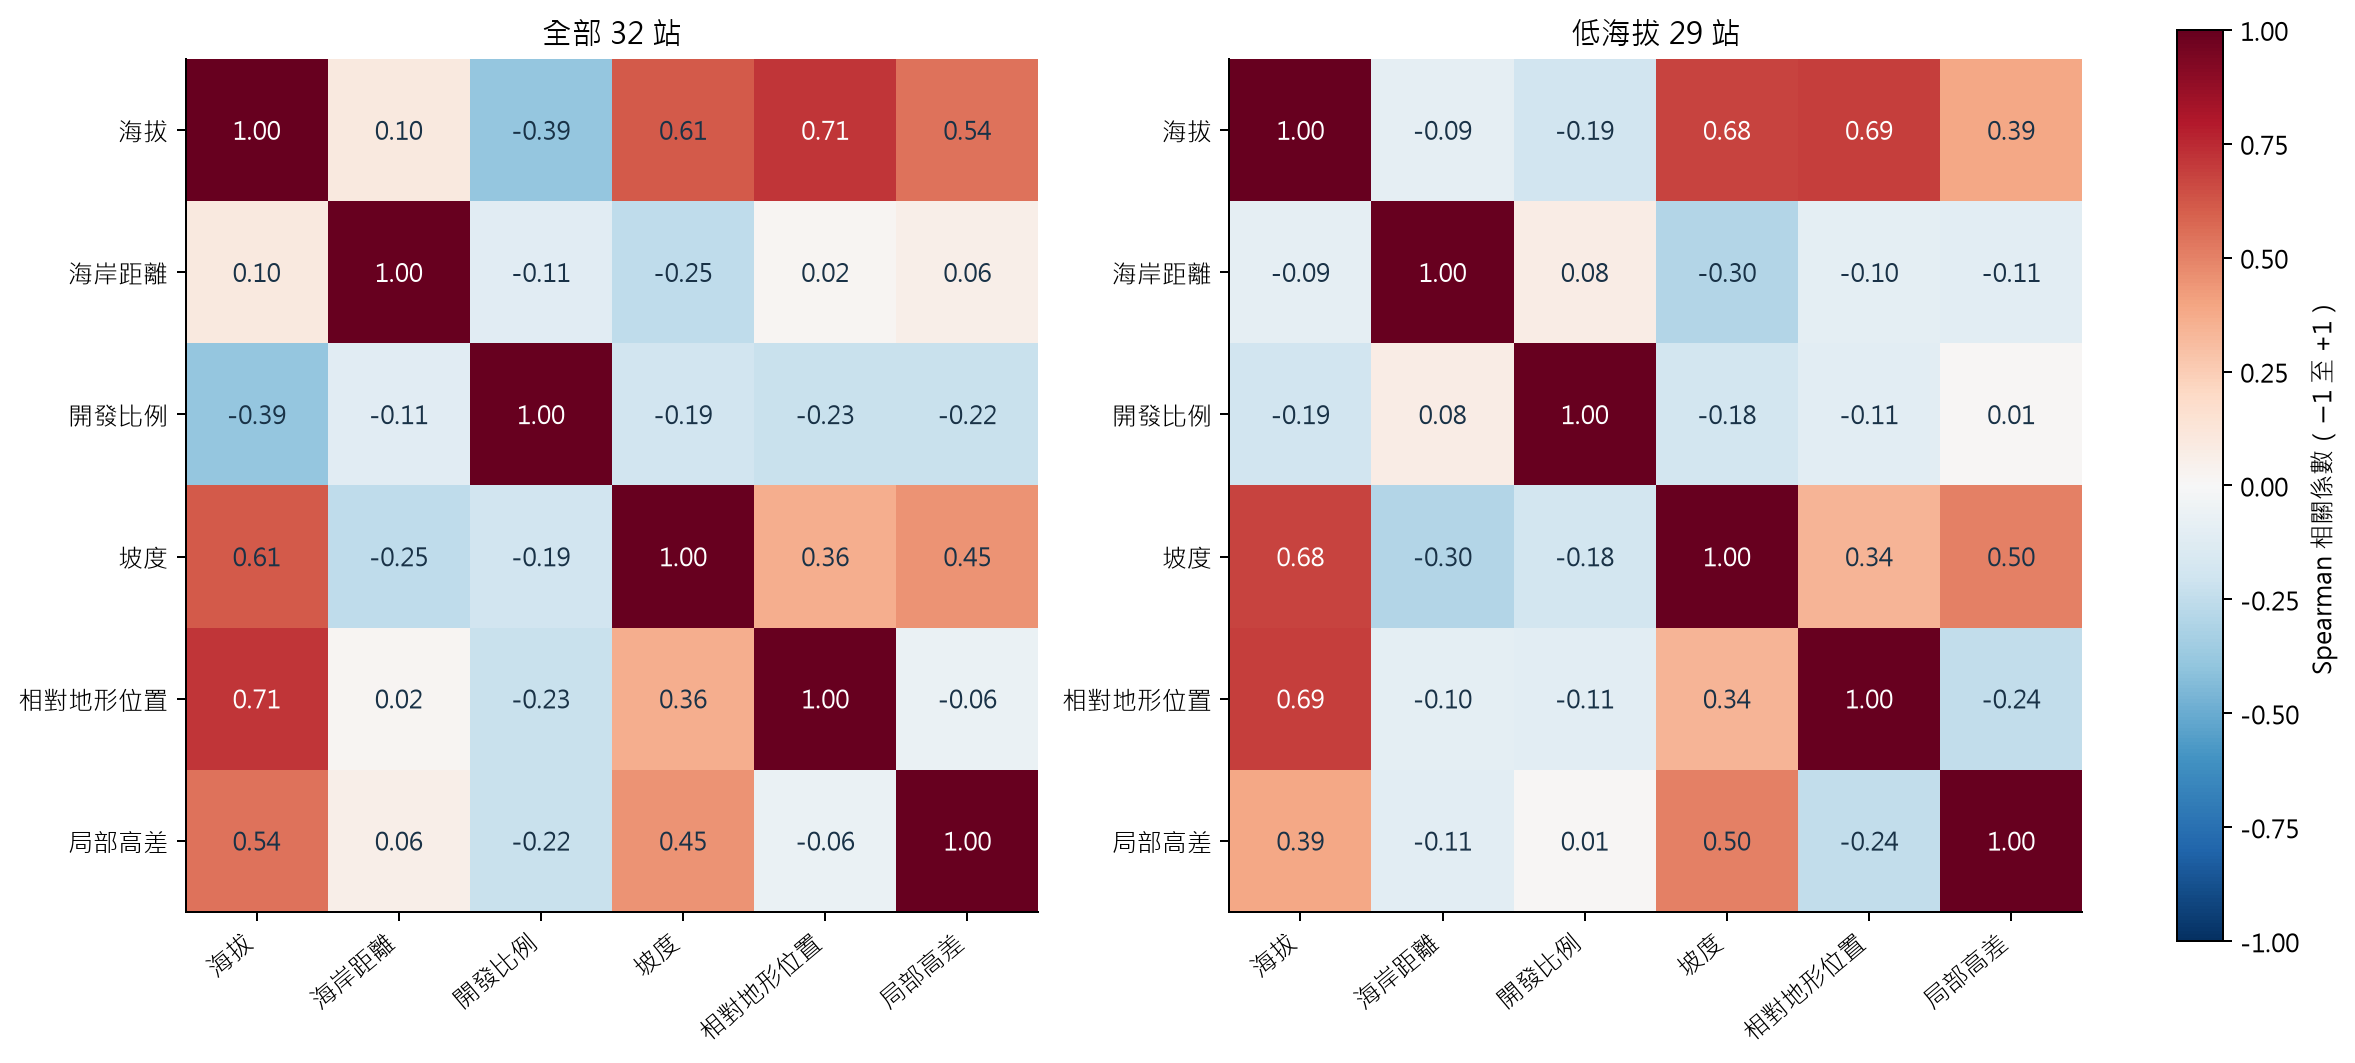 全部 32 站
海拔 1.00 0.10 -0.39 0.61 0.71 0.54
海岸距離 0.10 1.00 -0.11 -0.25 0.02 0.06
開發比例 -0.39 -0.11 1.00 -0.19 -0.23 -0.22
坡度 0.61 -0.25 -0.19 1.00 0.36 0.45
相對地形位置 0.71 0.02 -0.23 0.36 1.00 -0.06
局部高差 0.54 0.06 -0.22 0.45 -0.06 1.00
海拔 海岸距離 開發比例 坡度 相對地形位置 局部高差
低海拔 29 站
海拔 1.00 -0.09 -0.19 0.68 0.69 0.39
海岸距離 -0.09 1.00 0.08 -0.30 -0.10 -0.11
開發比例 -0.19 0.08 1.00 -0.18 -0.11 0.01
坡度 0.68 -0.30 -0.18 1.00 0.34 0.50
相對地形位置 0.69 -0.10 -0.11 0.34 1.00 -0.24
局部高差 0.39 -0.11 0.01 0.50 -0.24 1.00
海拔 海岸距離 開發比例 坡度 相對地形位置 局部高差
1.00
0.75
0.50
0.25
0.00
-0.25
-0.50
-0.75
-1.00
Spearman 相關係數（−1 至 +1）